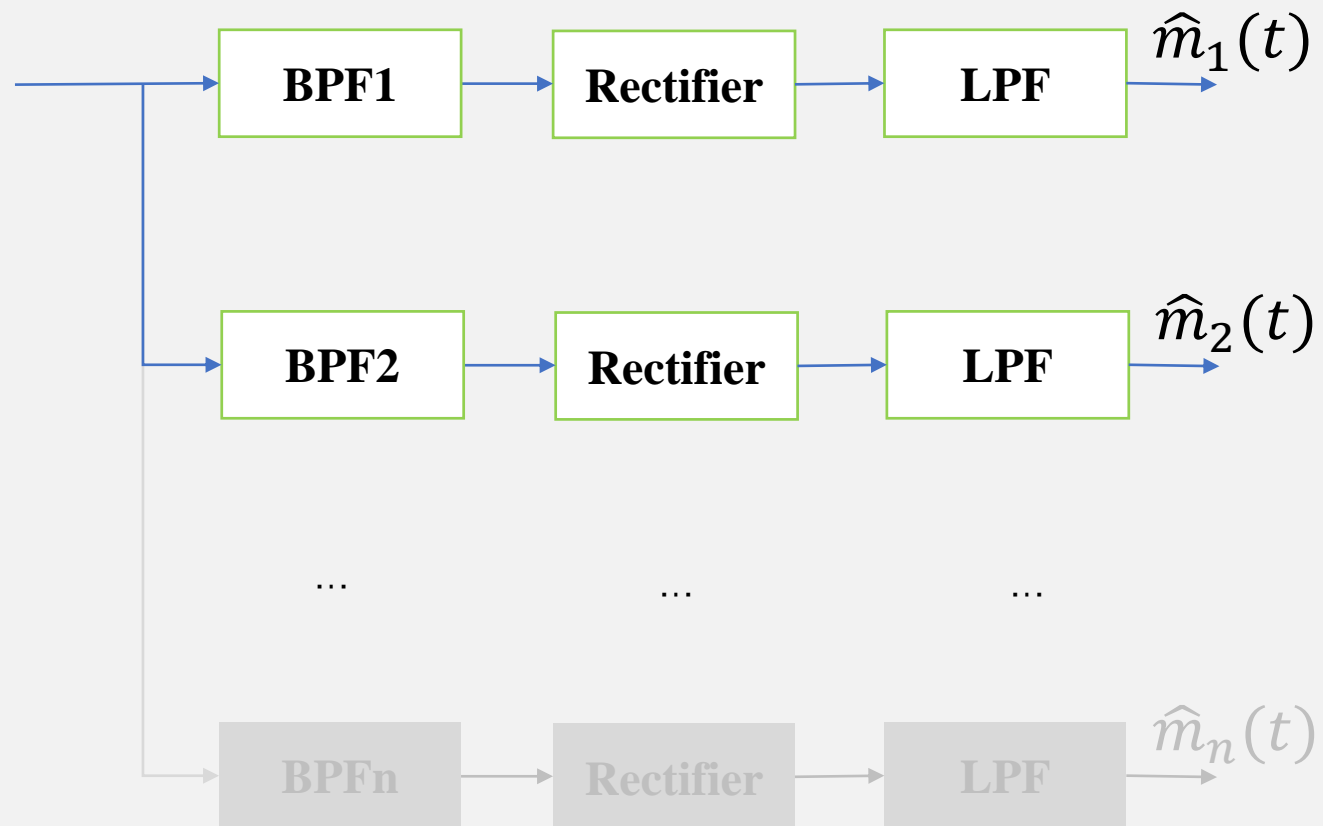 BPF1 Rectifier LPF m̂₁(t)
BPF2 Rectifier LPF m̂₂(t)
... ... ...
BPFn Rectifier LPF m̂ₙ(t)